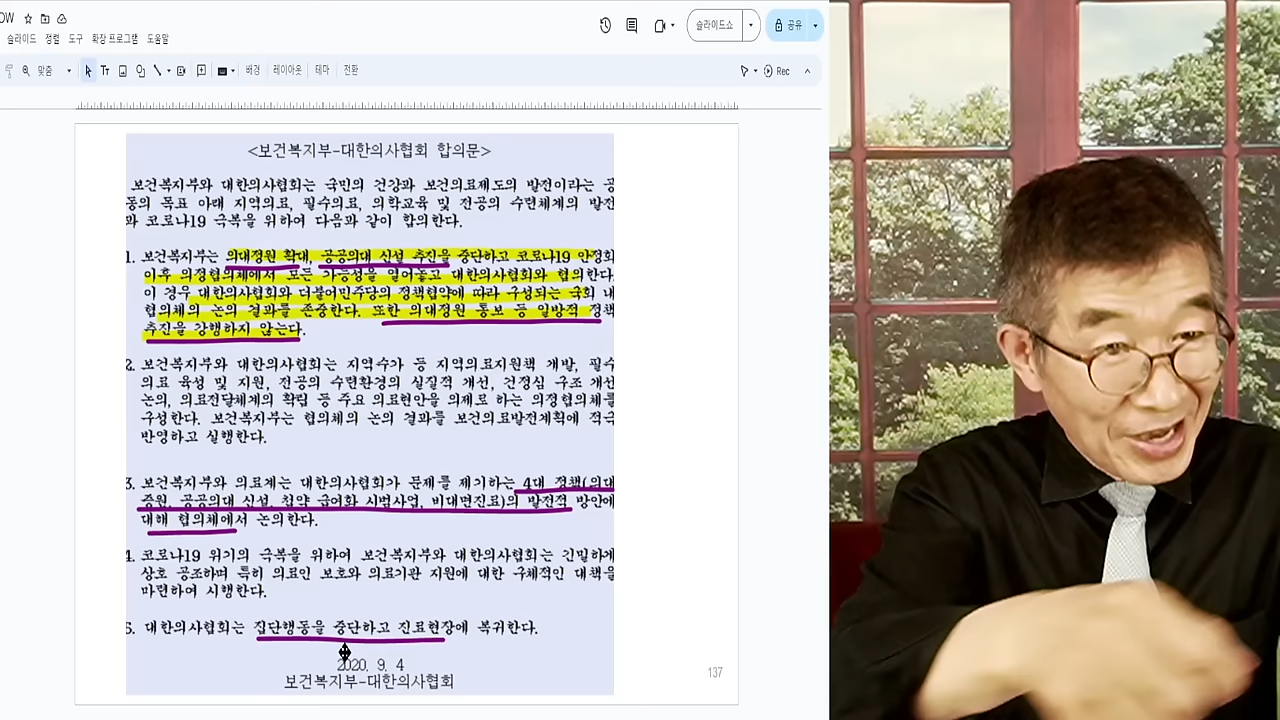 OW
슬라이드 정렬 도구 확장 프로그램 도움말
슬라이드쇼
공유
맞춤
배경 레이아웃 테마 전환
Rec
<보건복지부-대한의사협회 합의문>
보건복지부와 대한의사협회는 국민의 건강과 보건의료제도의 발전이라는 공
동의 목표 아래 지역의료, 필수의료, 의학교육 및 전공의 수련체계의 발전
과 코로나19 극복을 위하여 다음과 같이 합의한다.
1. 보건복지부는 의대정원 확대, 공공의대 신설 추진을 중단하고 코로나19 안정화
이후 의정협의체에서 모든 가능성을 열어놓고 대한의사협회와 협의한다.
이 경우 대한의사협회와 더불어민주당의 정책협약에 따라 구성되는 국회 내
협의체의 논의 결과를 존중한다. 또한 의대정원 통보 등 일방적 정책
추진을 강행하지 않는다.
2. 보건복지부와 대한의사협회는 지역수가 등 지역의료지원책 개발, 필수
의료 육성 및 지원, 전공의 수련환경의 실질적 개선, 건정심 구조 개선
논의, 의료전달체계의 확립 등 주요 의료현안을 의제로 하는 의정협의체를
구성한다. 보건복지부는 협의체의 논의 결과를 보건의료발전계획에 적극
반영하고 실행한다.
3. 보건복지부와 의료계는 대한의사협회가 문제를 제기하는 4대 정책(의대
증원, 공공의대 신설, 첩약 급여화 시범사업, 비대면진료)의 발전적 방안에
대해 협의체에서 논의한다.
4. 코로나19 위기의 극복을 위하여 보건복지부와 대한의사협회는 긴밀하게
상호 공조하며 특히 의료인 보호와 의료기관 지원에 대한 구체적인 대책을
마련하여 시행한다.
5. 대한의사협회는 집단행동을 중단하고 진료현장에 복귀한다.
2020. 9. 4
보건복지부-대한의사협회
137